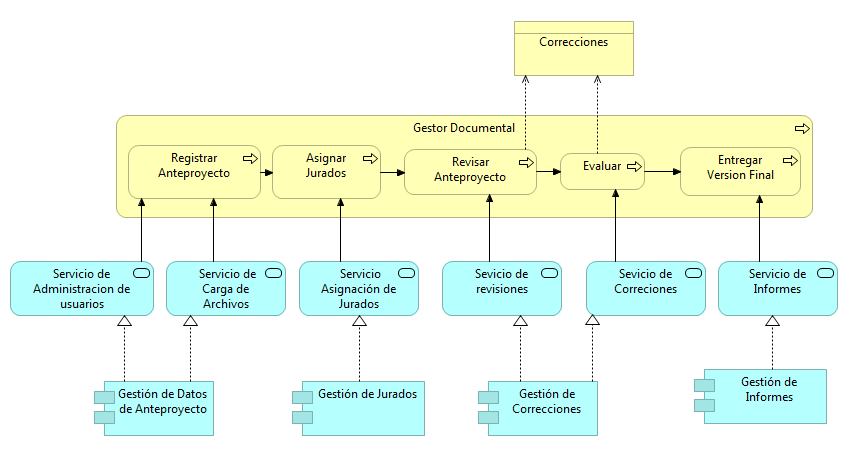 Correcciones
Gestor Documental
Registrar
Anteproyecto
Asignar
Jurados
Revisar
Anteproyecto
Evaluar
Entregar
Version Final
Servicio de
Administracion de
usuarios
Servicio de
Carga de
Archivos
Servicio
Asignación de
Jurados
Sevicio de
revisiones
Sevicio de
Correciones
Servicio de
Informes
Gestión de Datos
de Anteproyecto
Gestión de Jurados
Gestión de
Correcciones
Gestión de
Informes